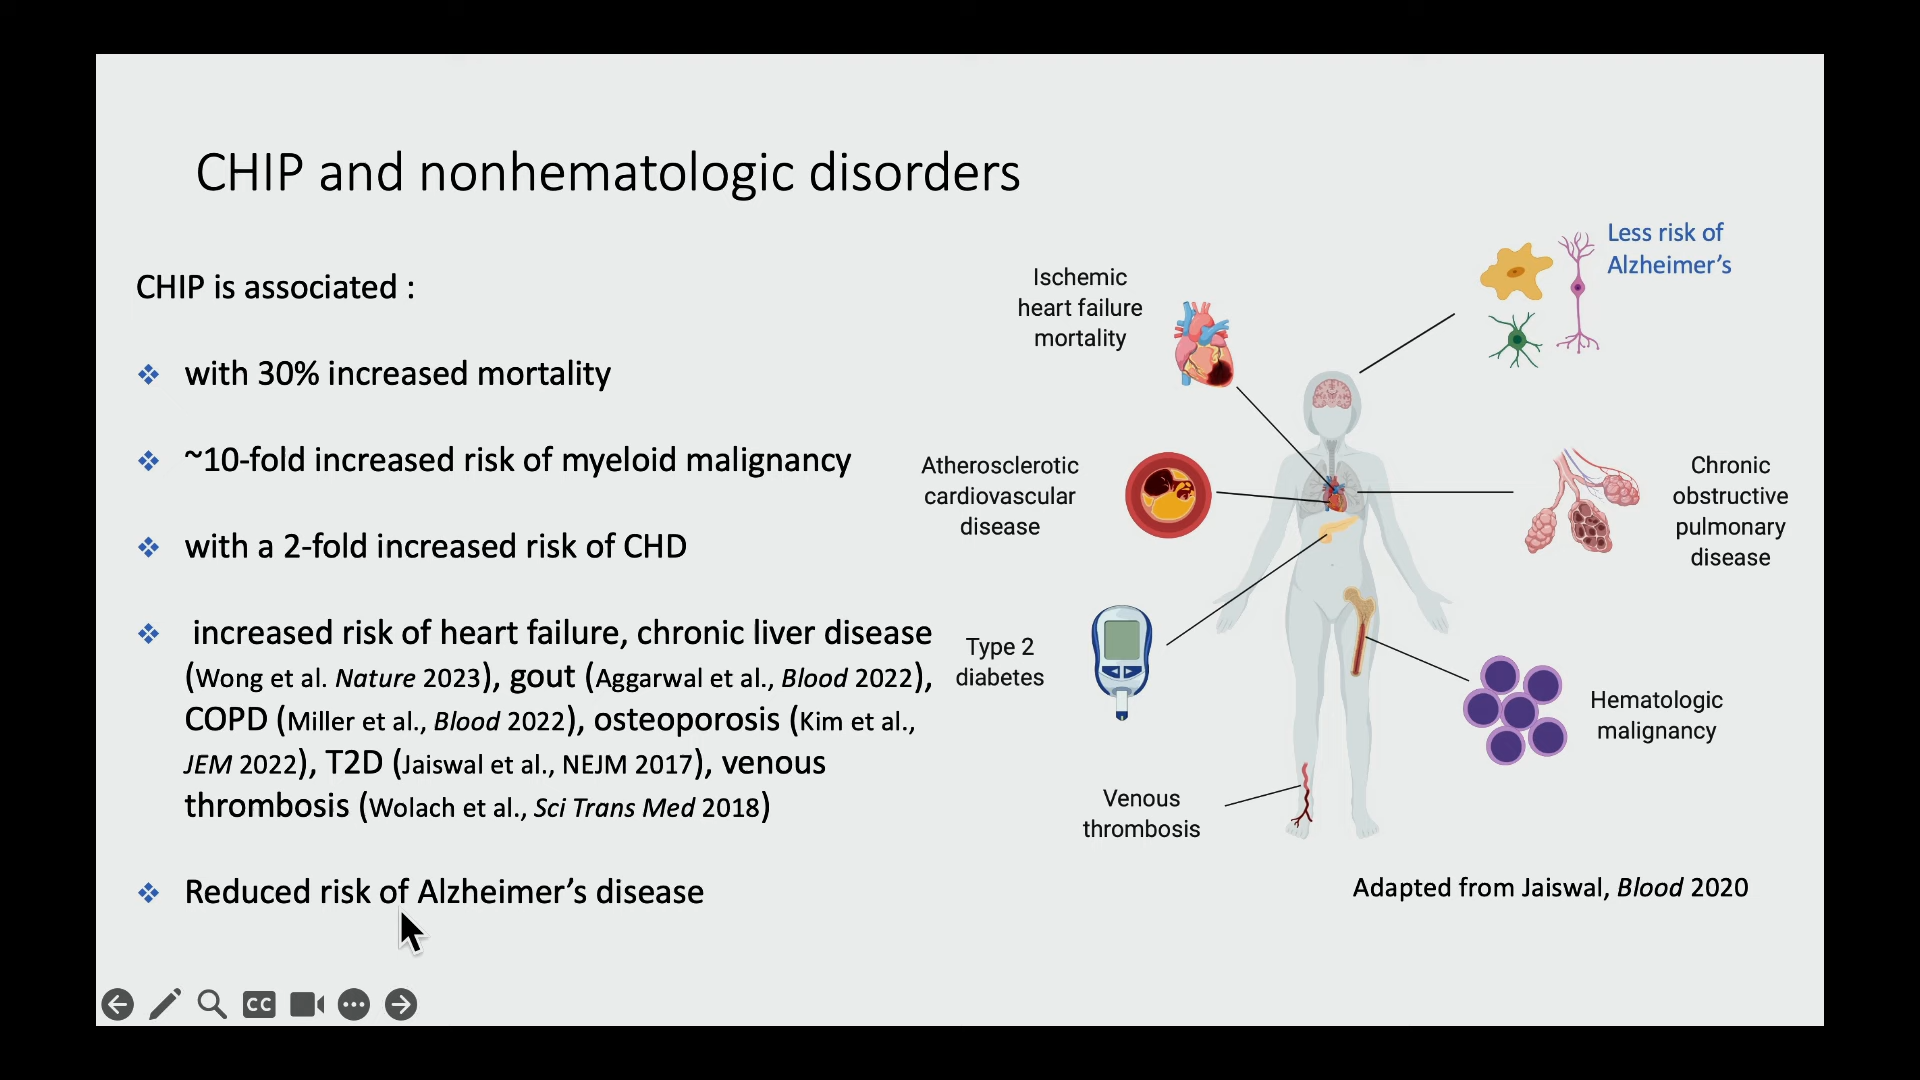 CHIP and nonhematologic disorders
CHIP is associated :
with 30% increased mortality
~10-fold increased risk of myeloid malignancy
with a 2-fold increased risk of CHD
increased risk of heart failure, chronic liver disease
(Wong et al. Nature 2023), gout (Aggarwal et al., Blood 2022),
COPD (Miller et al., Blood 2022), osteoporosis (Kim et al.,
JEM 2022), T2D (Jaiswal et al., NEJM 2017), venous
thrombosis (Wolach et al., Sci Trans Med 2018)
Reduced risk of Alzheimer’s disease
Ischemic
heart failure
mortality
Atherosclerotic
cardiovascular
disease
Type 2
diabetes
Venous
thrombosis
Less risk of
Alzheimer’s
Chronic
obstructive
pulmonary
disease
Hematologic
malignancy
Adapted from Jaiswal, Blood 2020
CC